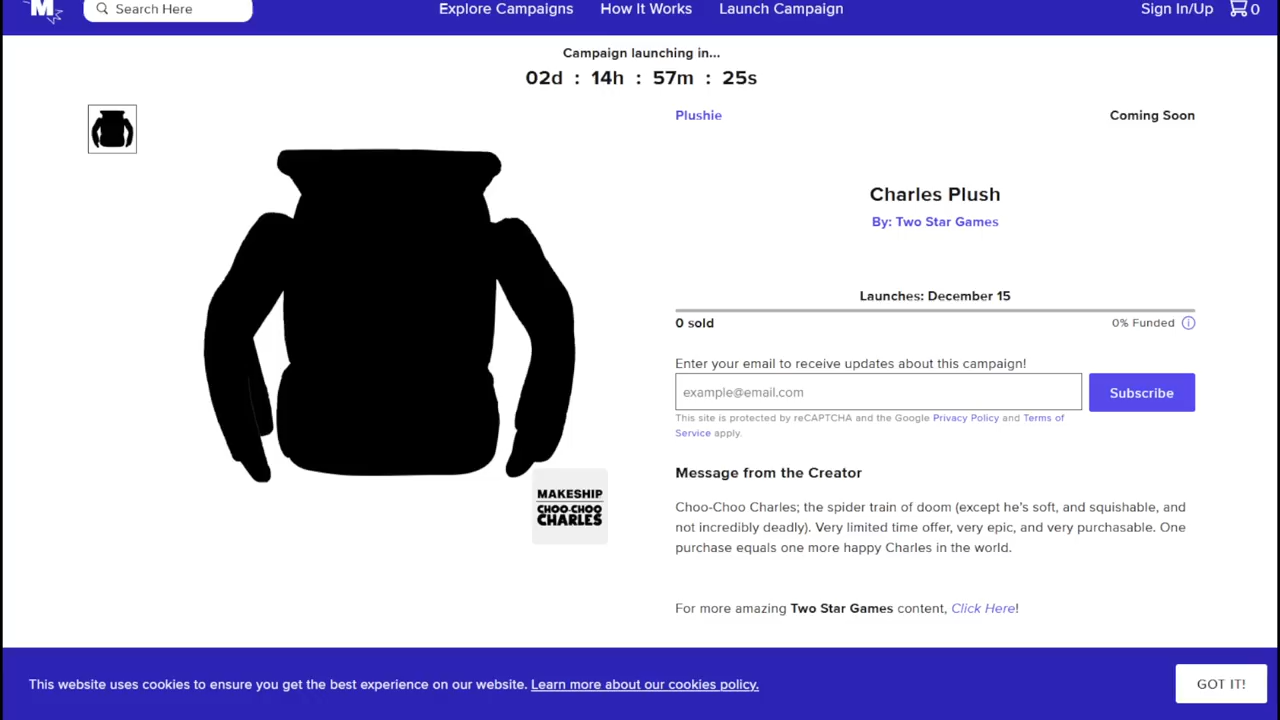 M
Search Here
Explore Campaigns
How It Works
Launch Campaign
Sign In/Up
0
Campaign launching in...
02d : 14h : 57m : 25s
Plushie
Coming Soon
Charles Plush
By: Two Star Games
Launches: December 15
0 sold
0% Funded
Enter your email to receive updates about this campaign!
example@email.com
Subscribe
This site is protected by reCAPTCHA and the Google Privacy Policy and Terms of
Service apply.
Message from the Creator
MAKESHIP
CHOO-CHOO
CHARLES
Choo-Choo Charles; the spider train of doom (except he's soft, and squishable, and
not incredibly deadly). Very limited time offer, very epic, and very purchasable. One
purchase equals one more happy Charles in the world.
For more amazing Two Star Games content, Click Here!
This website uses cookies to ensure you get the best experience on our website. Learn more about our cookies policy.
GOT IT!